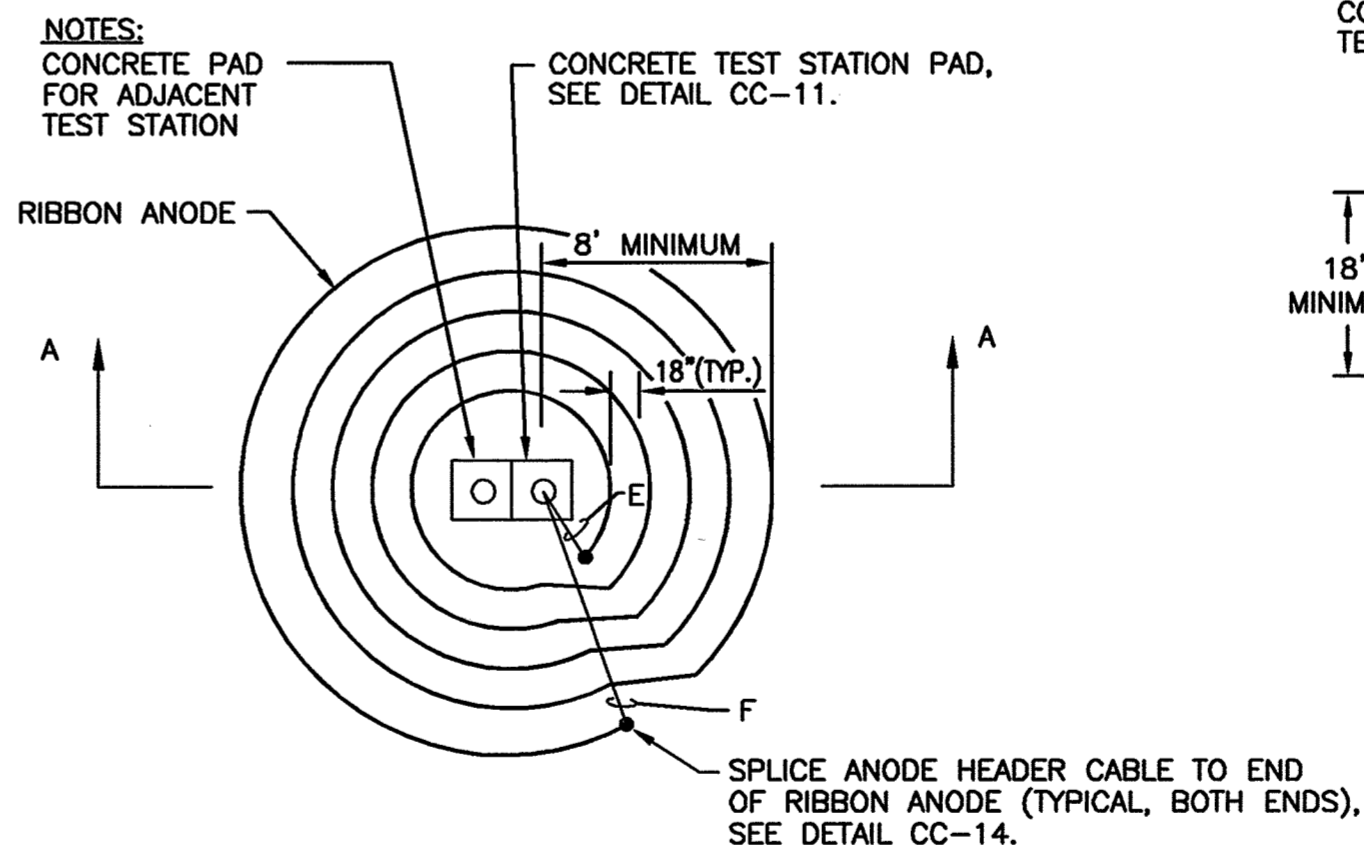 NOTES:
CONCRETE PAD
FOR ADJACENT
TEST STATION
CONCRETE TEST STATION PAD,
SEE DETAIL CC-11.
RIBBON ANODE
8' MINIMUM
18"(TYP.)
A
A
E
F
SPLICE ANODE HEADER CABLE TO END
OF RIBBON ANODE (TYPICAL, BOTH ENDS),
SEE DETAIL CC-14.
CO
TE
18'
MINIM